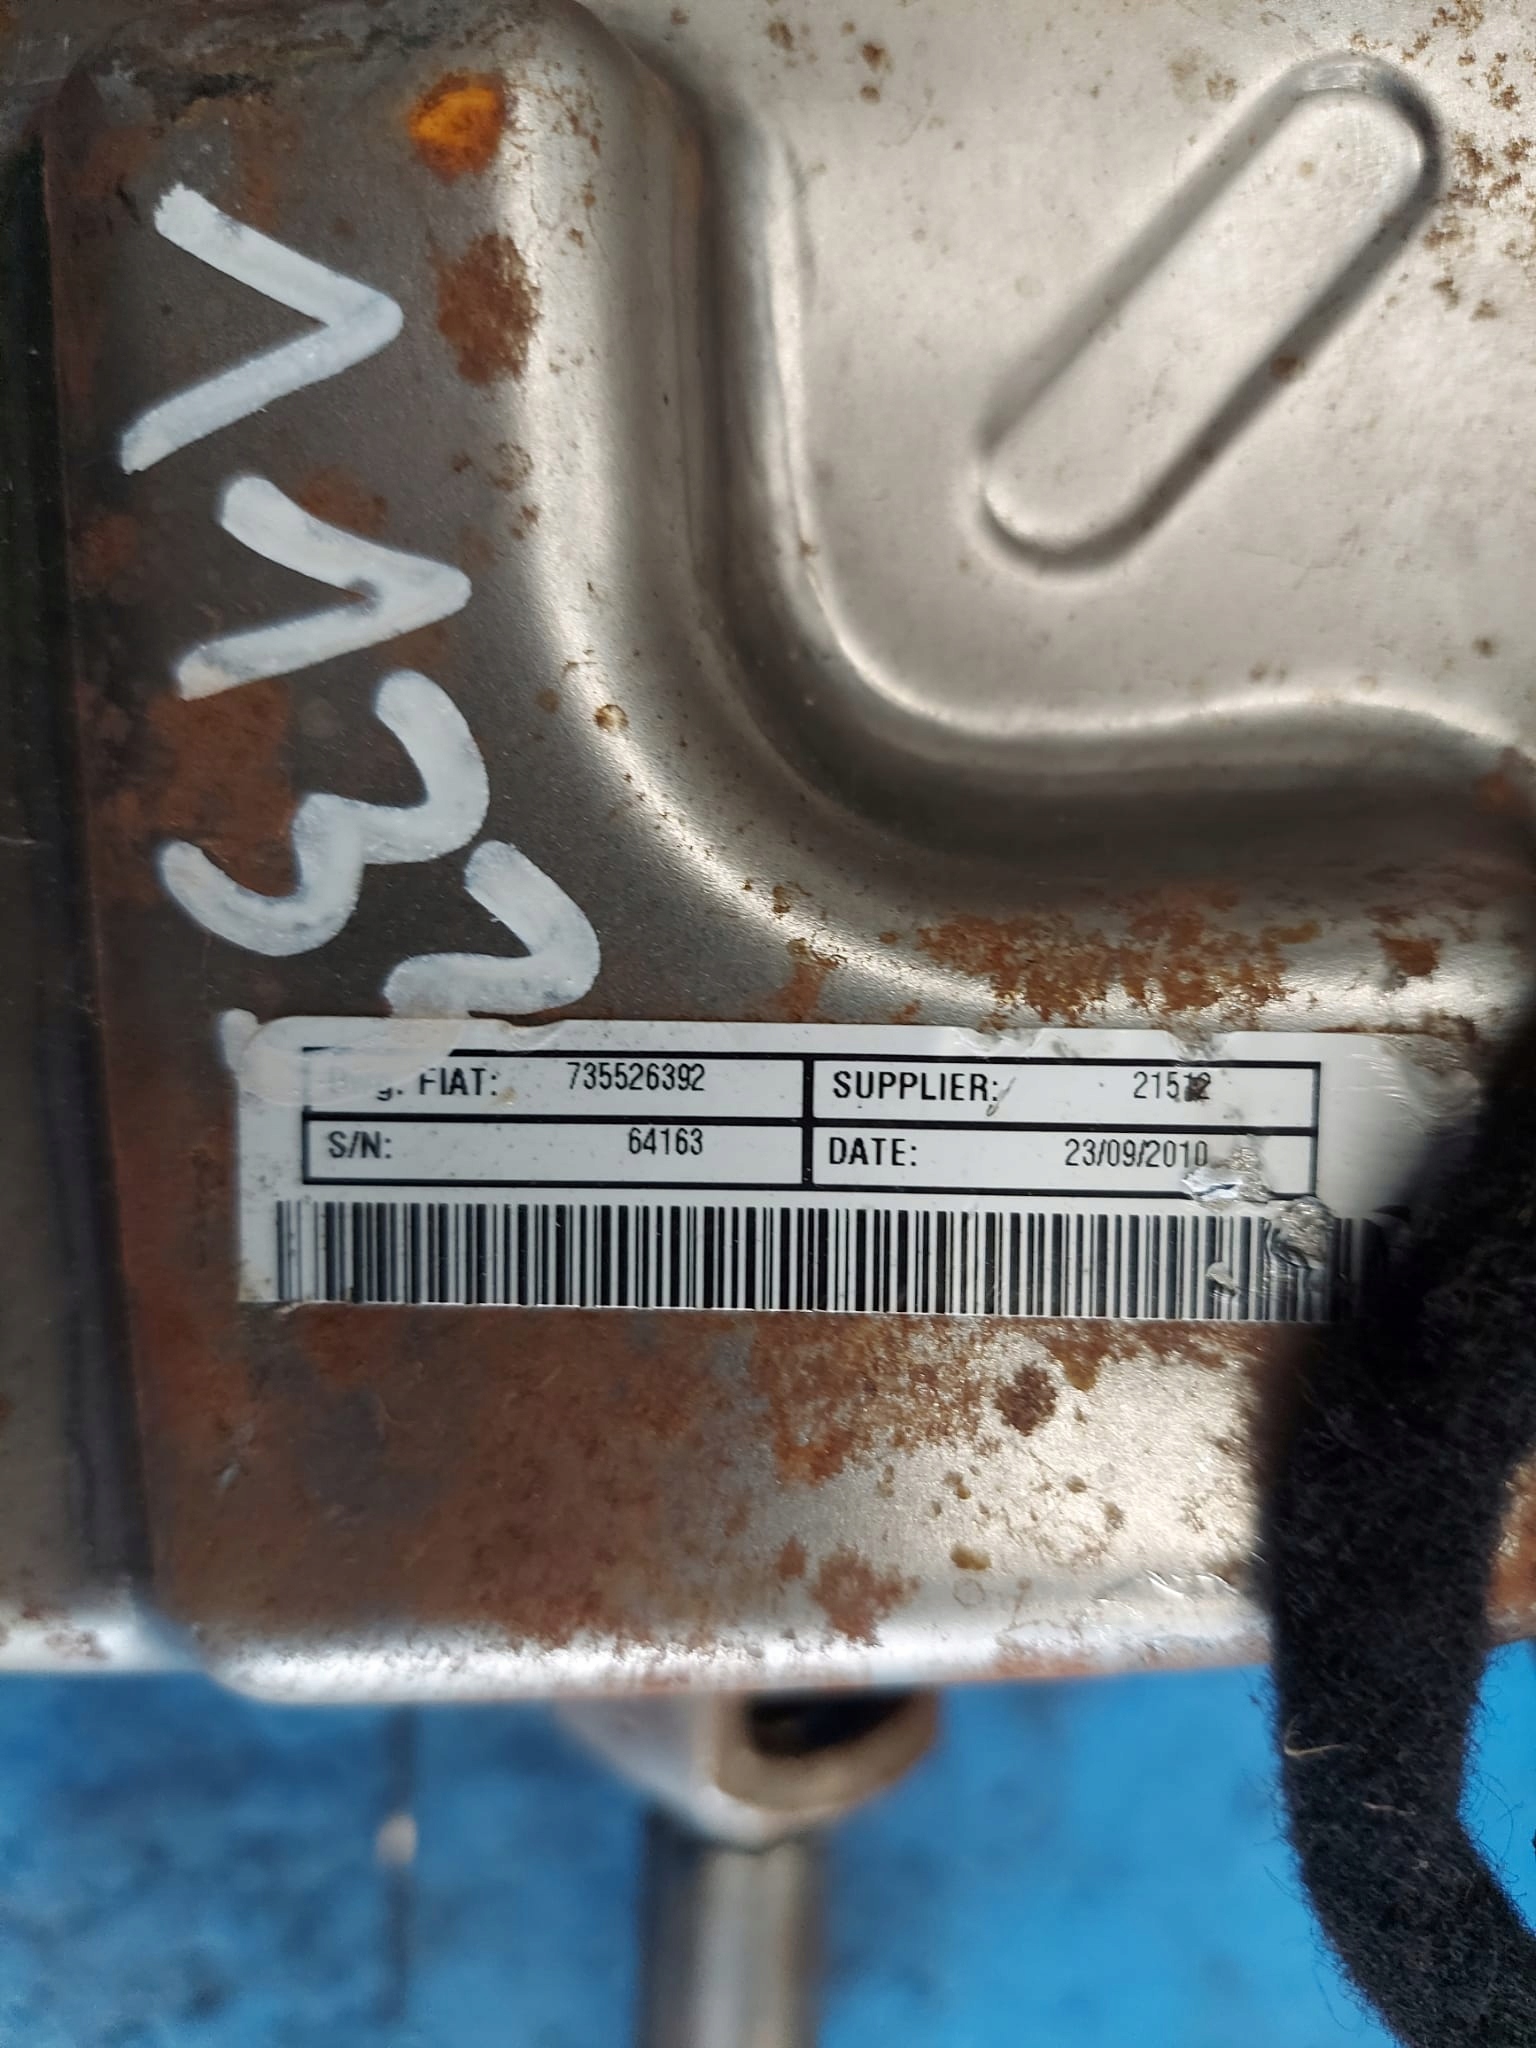 FIAT: 735526392 SUPPLIER: 21512
S/N: 64163 DATE: 23/09/2010